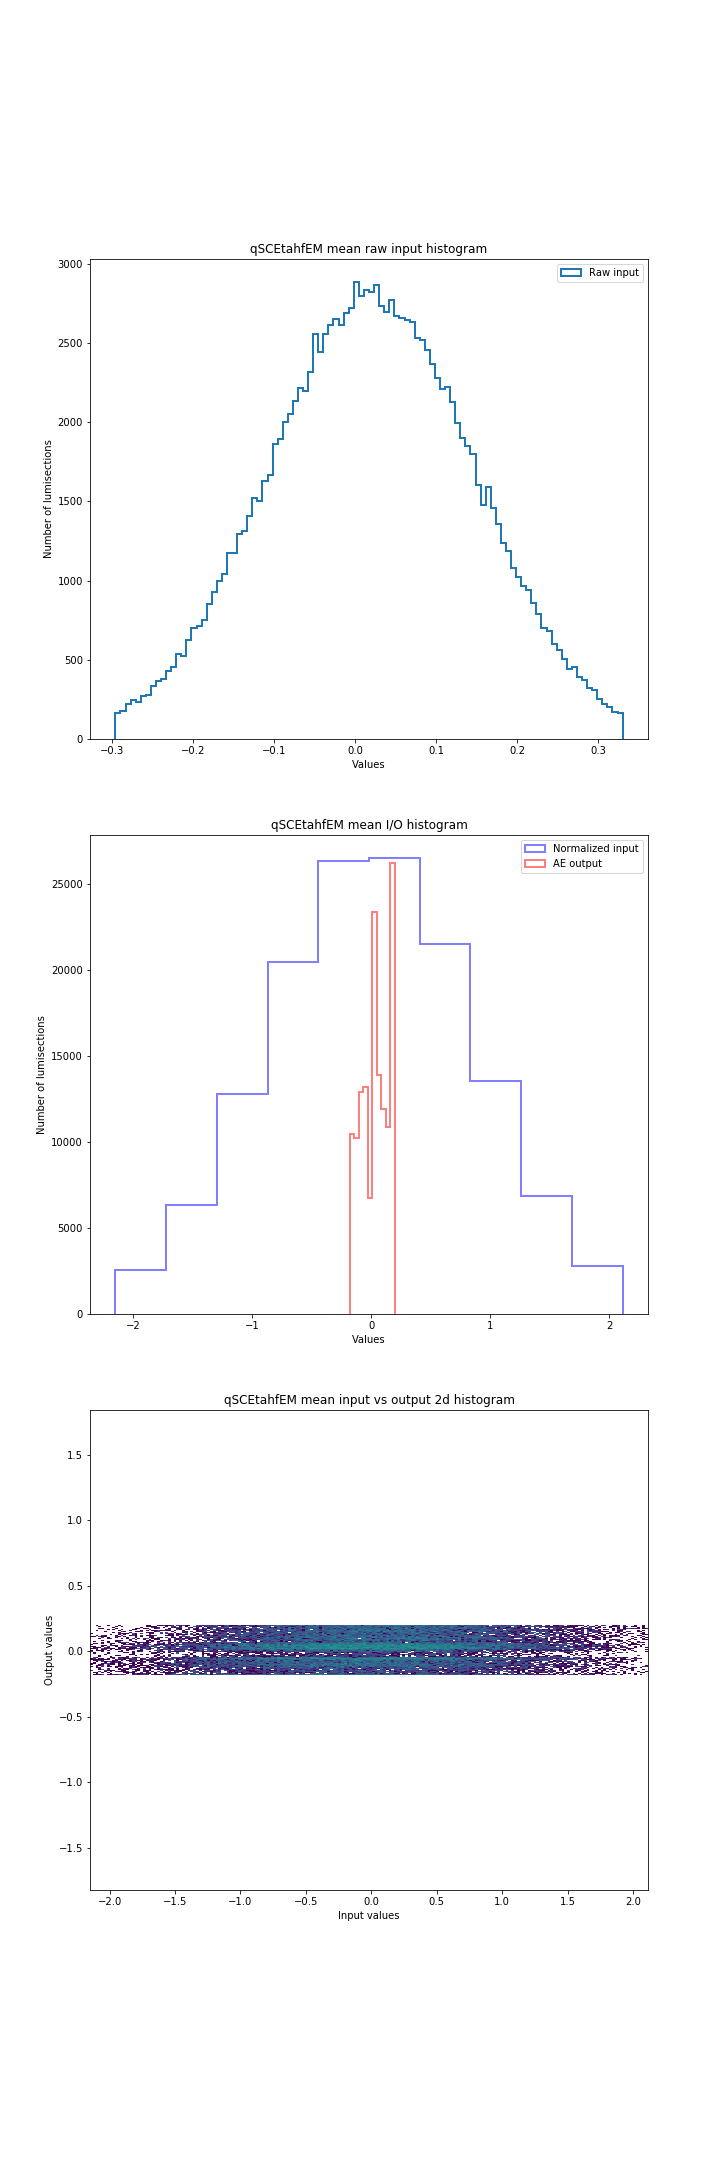 qSCEtahfEM mean raw input histogram
Raw input
3000
2500
2000
1500
1000
500
0
Number of lumisections
−0.3 −0.2 −0.1 0.0 0.1 0.2 0.3
Values
qSCEtahfEM mean I/O histogram
Normalized input
AE output
25000
20000
15000
10000
5000
0
Number of lumisections
−2 −1 0 1 2
Values
qSCEtahfEM mean input vs output 2d histogram
1.5
1.0
0.5
0.0
−0.5
−1.0
−1.5
Output values
−2.0 −1.5 −1.0 −0.5 0.0 0.5 1.0 1.5 2.0
Input values